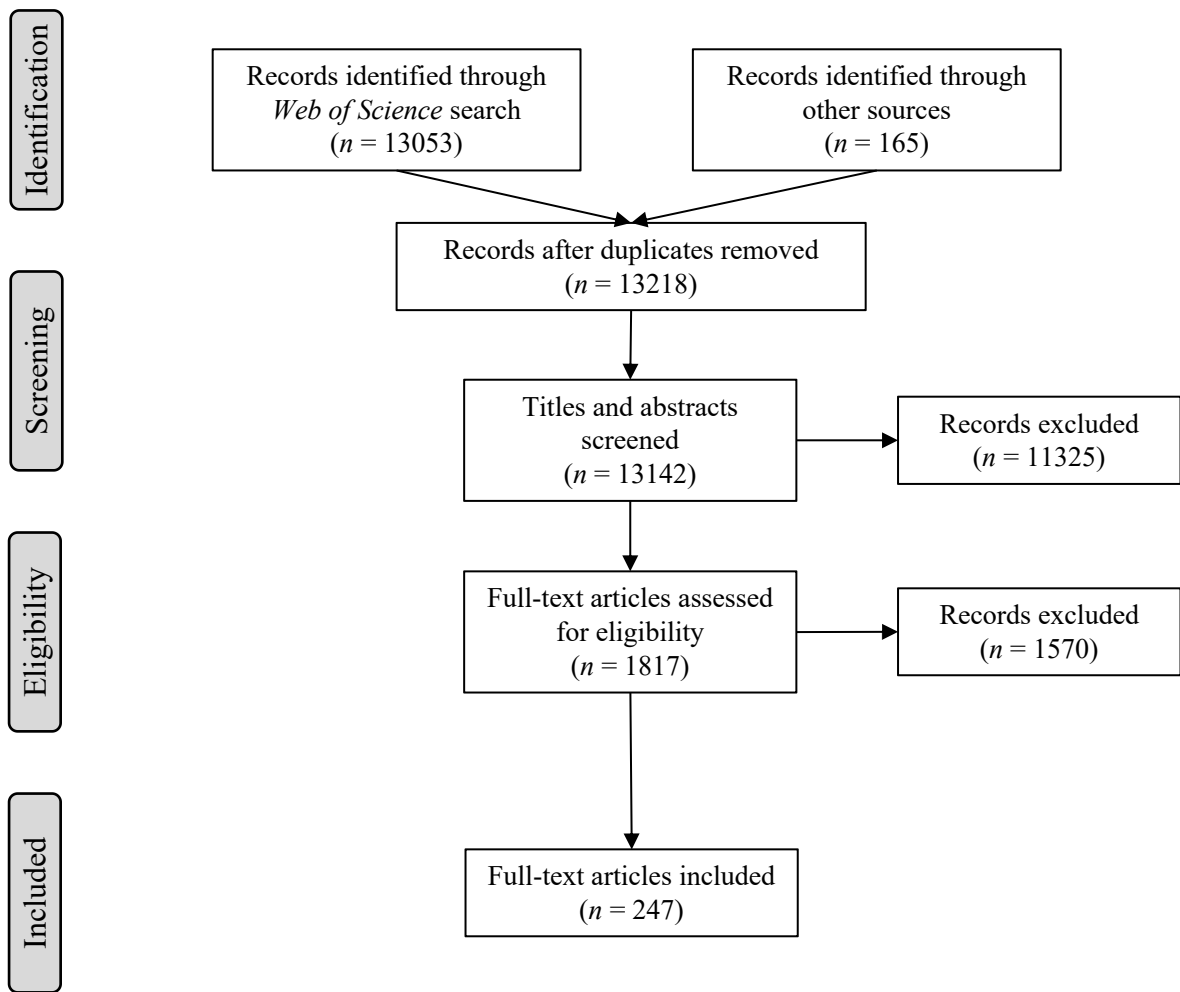 Identification
Records identified through
Web of Science search
(n = 13053)
Records identified through
other sources
(n = 165)
Records after duplicates removed
(n = 13218)
Screening
Titles and abstracts
screened
(n = 13142)
Records excluded
(n = 11325)
Eligibility
Full-text articles assessed
for eligibility
(n = 1817)
Records excluded
(n = 1570)
Included
Full-text articles included
(n = 247)